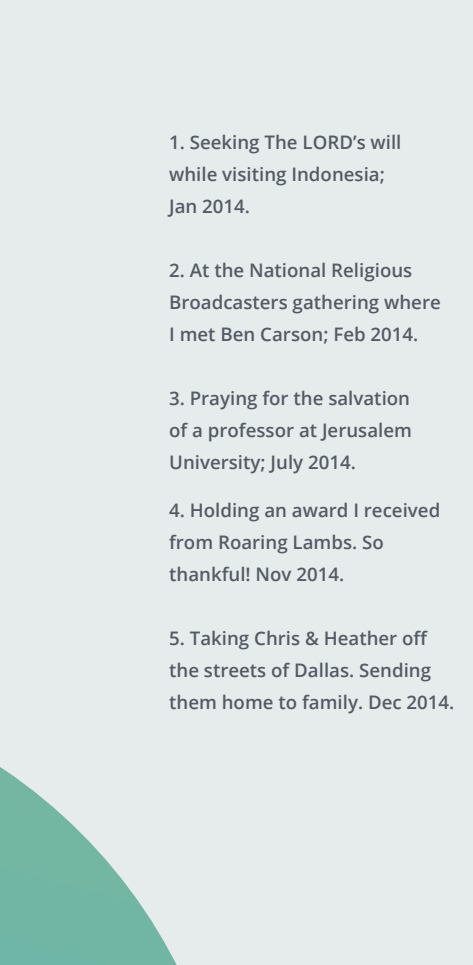 1. Seeking The LORD’s will
while visiting Indonesia;
Jan 2014.
2. At the National Religious
Broadcasters gathering where
I met Ben Carson; Feb 2014.
3. Praying for the salvation
of a professor at Jerusalem
University; July 2014.
4. Holding an award I received
from Roaring Lambs. So
thankful! Nov 2014.
5. Taking Chris & Heather off
the streets of Dallas. Sending
them home to family. Dec 2014.